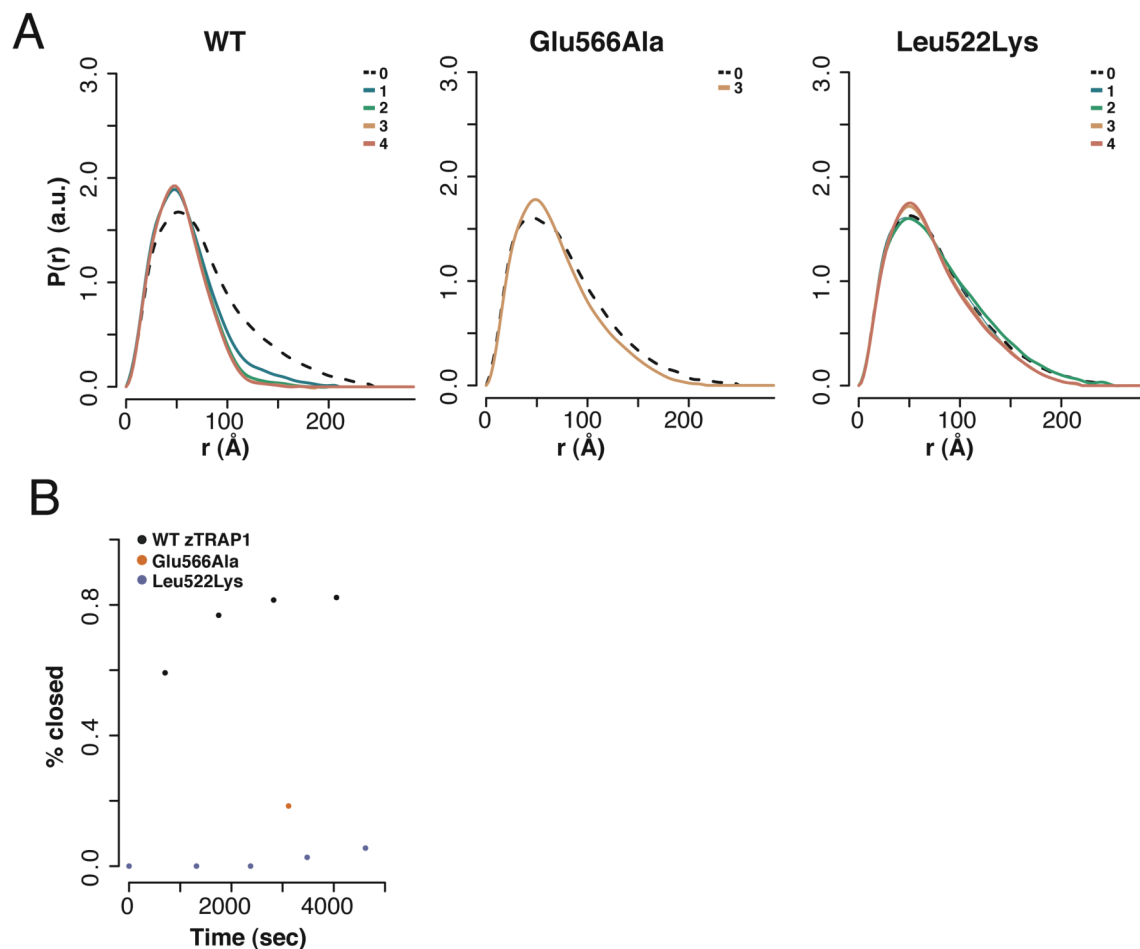 A
WT
Glu566Ala
Leu522Lys
0
1
2
3
4
0
3
0
1
2
3
4
P(r) (a.u.)
3.0
2.0
1.0
0.0
3.0
2.0
1.0
0.0
3.0
2.0
1.0
0.0
0 100 200
0 100 200
0 100 200
r (Å)
r (Å)
r (Å)
B
WT zTRAP1
Glu566Ala
Leu522Lys
% closed
0.8
0.4
0.0
0 2000 4000
Time (sec)